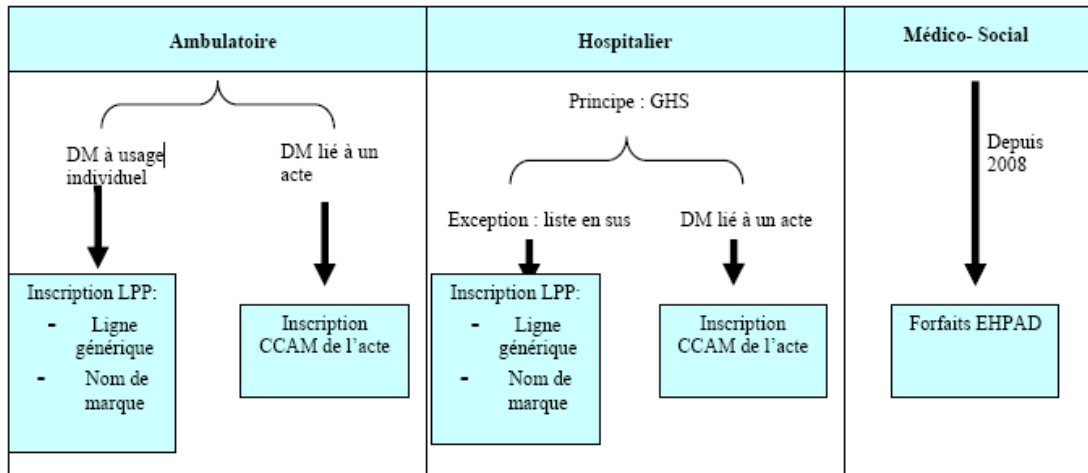 Ambulatoire
Hospitalier
Médico- Social
DM à usage
individuel
DM lié à un
acte
Inscription LPP:
- Ligne
générique
- Nom de
marque
Inscription
CCAM de l'acte
Principe : GHS
Exception : liste en sus
DM lié à un acte
Inscription LPP:
- Ligne
générique
- Nom de
marque
Inscription
CCAM de l'acte
Depuis
2008
Forfaits EHPAD